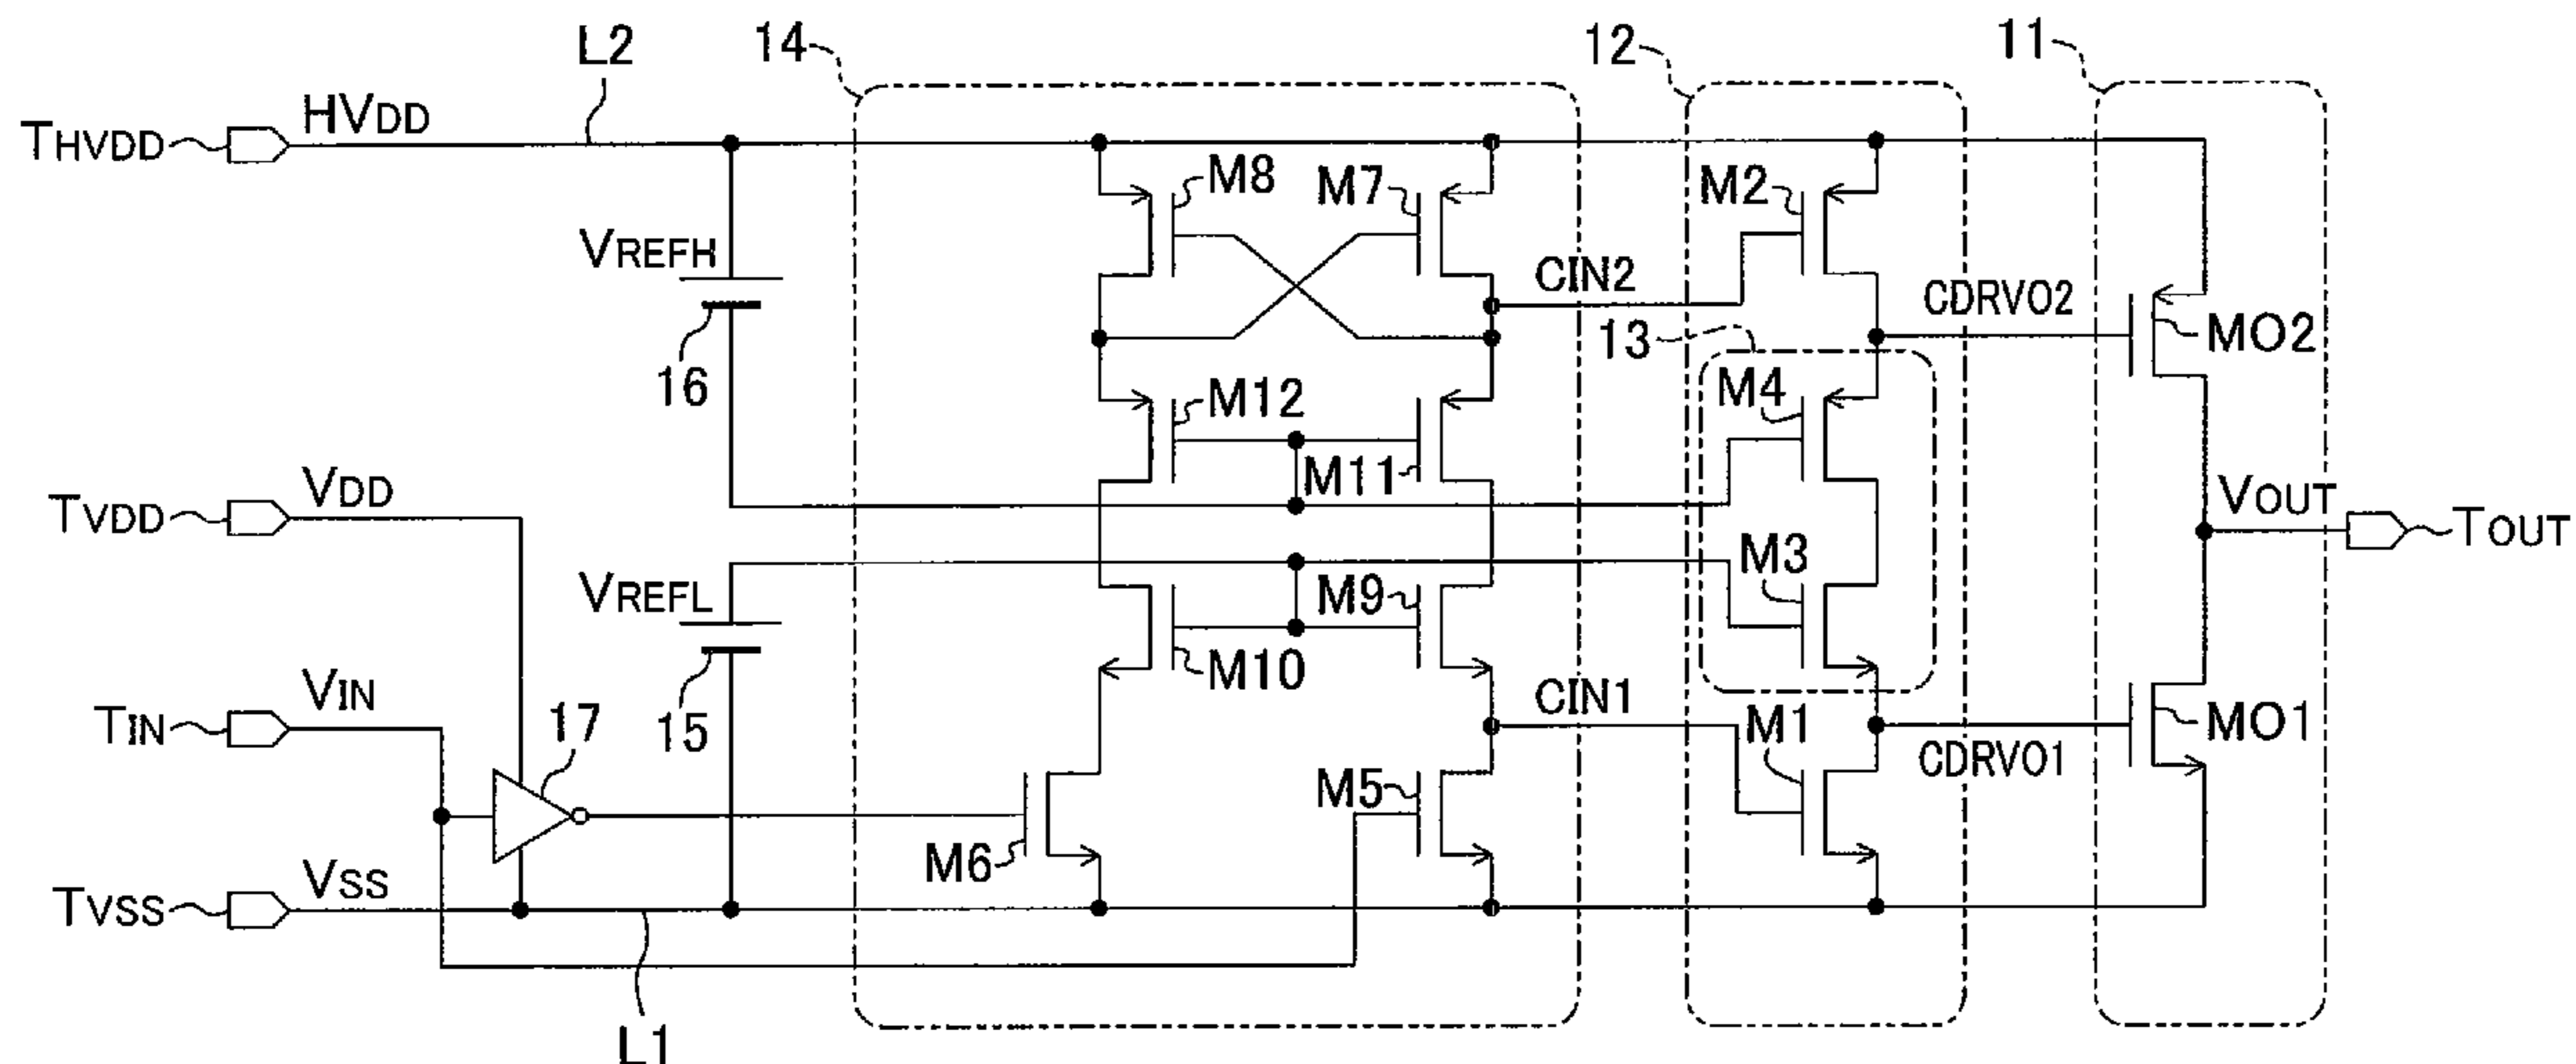 L2
14
12
11
THVDD
HVDD
M8
M7
M2
VREFH
CIN2
CDRVO2
13
MO2
16
M12
M4
M11
TVDD
VDD
VOUT
TOUT
M3
VREFL
M9
M10
TIN
VIN
17
15
CIN1
M1
MO1
CDRVO1
M5
M6
TVSS
VSS
L1